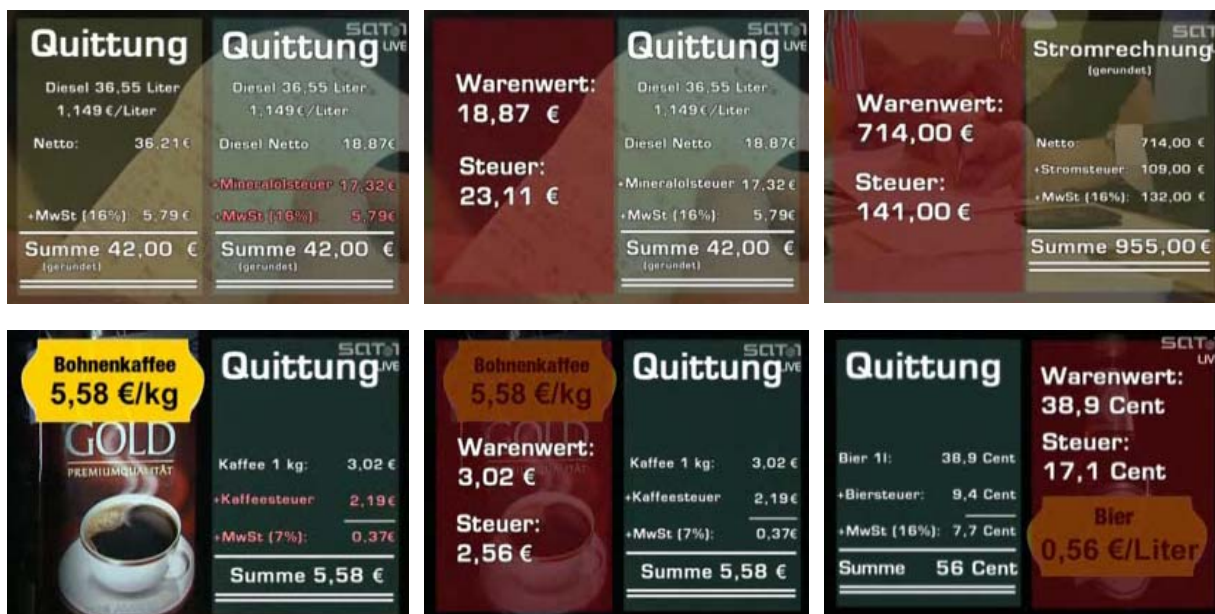 Quittung
Diesel 36,55 Liter
1,149€/Liter
Netto: 36,21€
+MwSt (16%): 5,79 €
Summe 42,00 €
(gerundet)
SAT.1
LIVE
Quittung
Diesel 36,55 Liter
1,149€/Liter
Diesel Netto 18,87€
+Mineralolsteuer 17,32€
+MwSt (16%): 5,79€
Summe 42,00 €
(gerundet)
Warenwert:
18,87 €
Steuer:
23,11 €
SAT.1
LIVE
Quittung
Diesel 36,55 Liter
1,149€/Liter
Diesel Netto 18,87€
+Mineralolsteuer 17,32€
+MwSt (16%) 5,79€
Summe 42,00 €
(gerundet)
Warenwert:
714,00 €
Steuer:
141,00 €
SAT
Stromrechnung
(gerundet)
Netto: 714,00 €
+Stromsteuer: 109,00 €
+MwSt (16%): 132,00 €
Summe 955,00 €
Bohnenkaffee
5,58 €/kg
GOLD
PREMIUMQUALITÄT
SAT.1
LIVE
Quittung
Kaffee 1 kg: 3,02 €
+Kaffeesteuer 2,19€
+MwSt (7%): 0,37€
Summe 5,58 €
Bohnenkaffee
5,58 €/kg
Warenwert:
3,02 €
Steuer:
2,56 €
SAT.1
LIVE
Quittung
Kaffee 1 kg: 3,02 €
+Kaffeesteuer 2,19€
+MwSt (7%): 0,37€
Summe 5,58 €
Quittung
Bier 1l: 38,9 Cent
+Biersteuer: 9,4 Cent
+MwSt (16%): 7,7 Cent
Summe 56 Cent
SAT.
LIV
Warenwert:
38,9 Cent
Steuer:
17,1 Cent
Bier
0,56 €/Liter